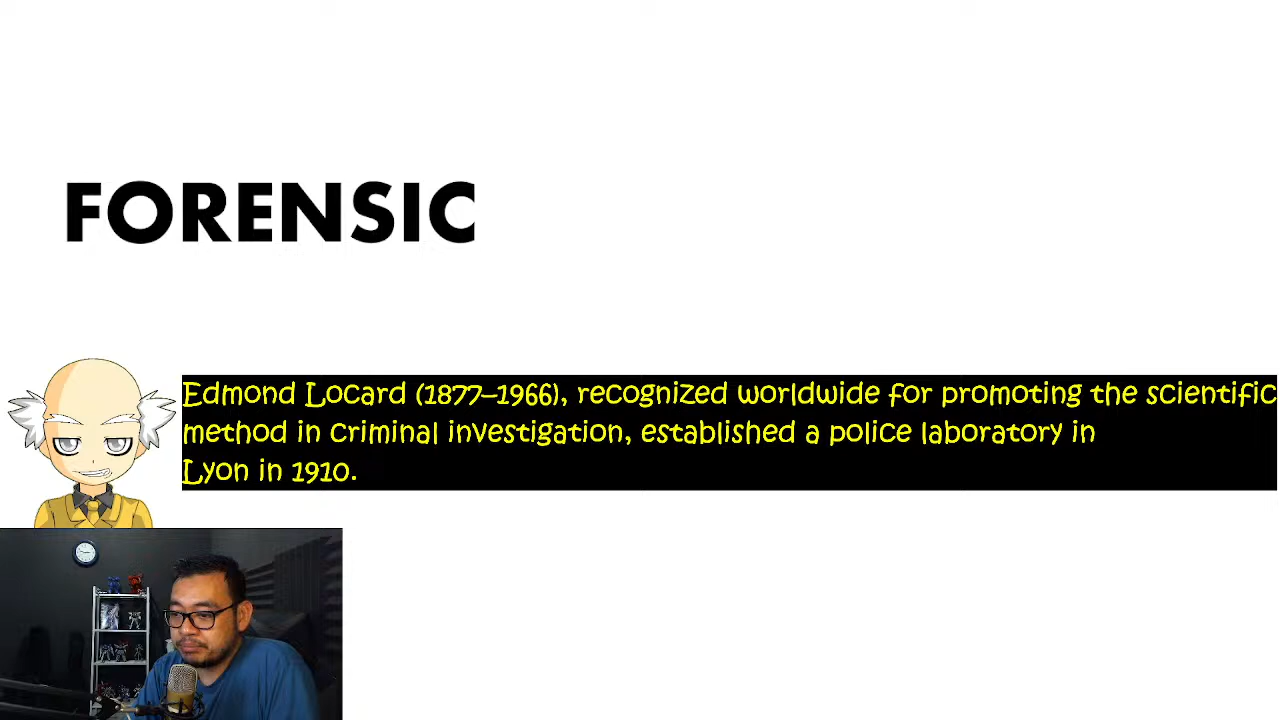 FORENSIC
Edmond Locard (1877–1966), recognized worldwide for promoting the scientific
method in criminal investigation, established a police laboratory in
Lyon in 1910.